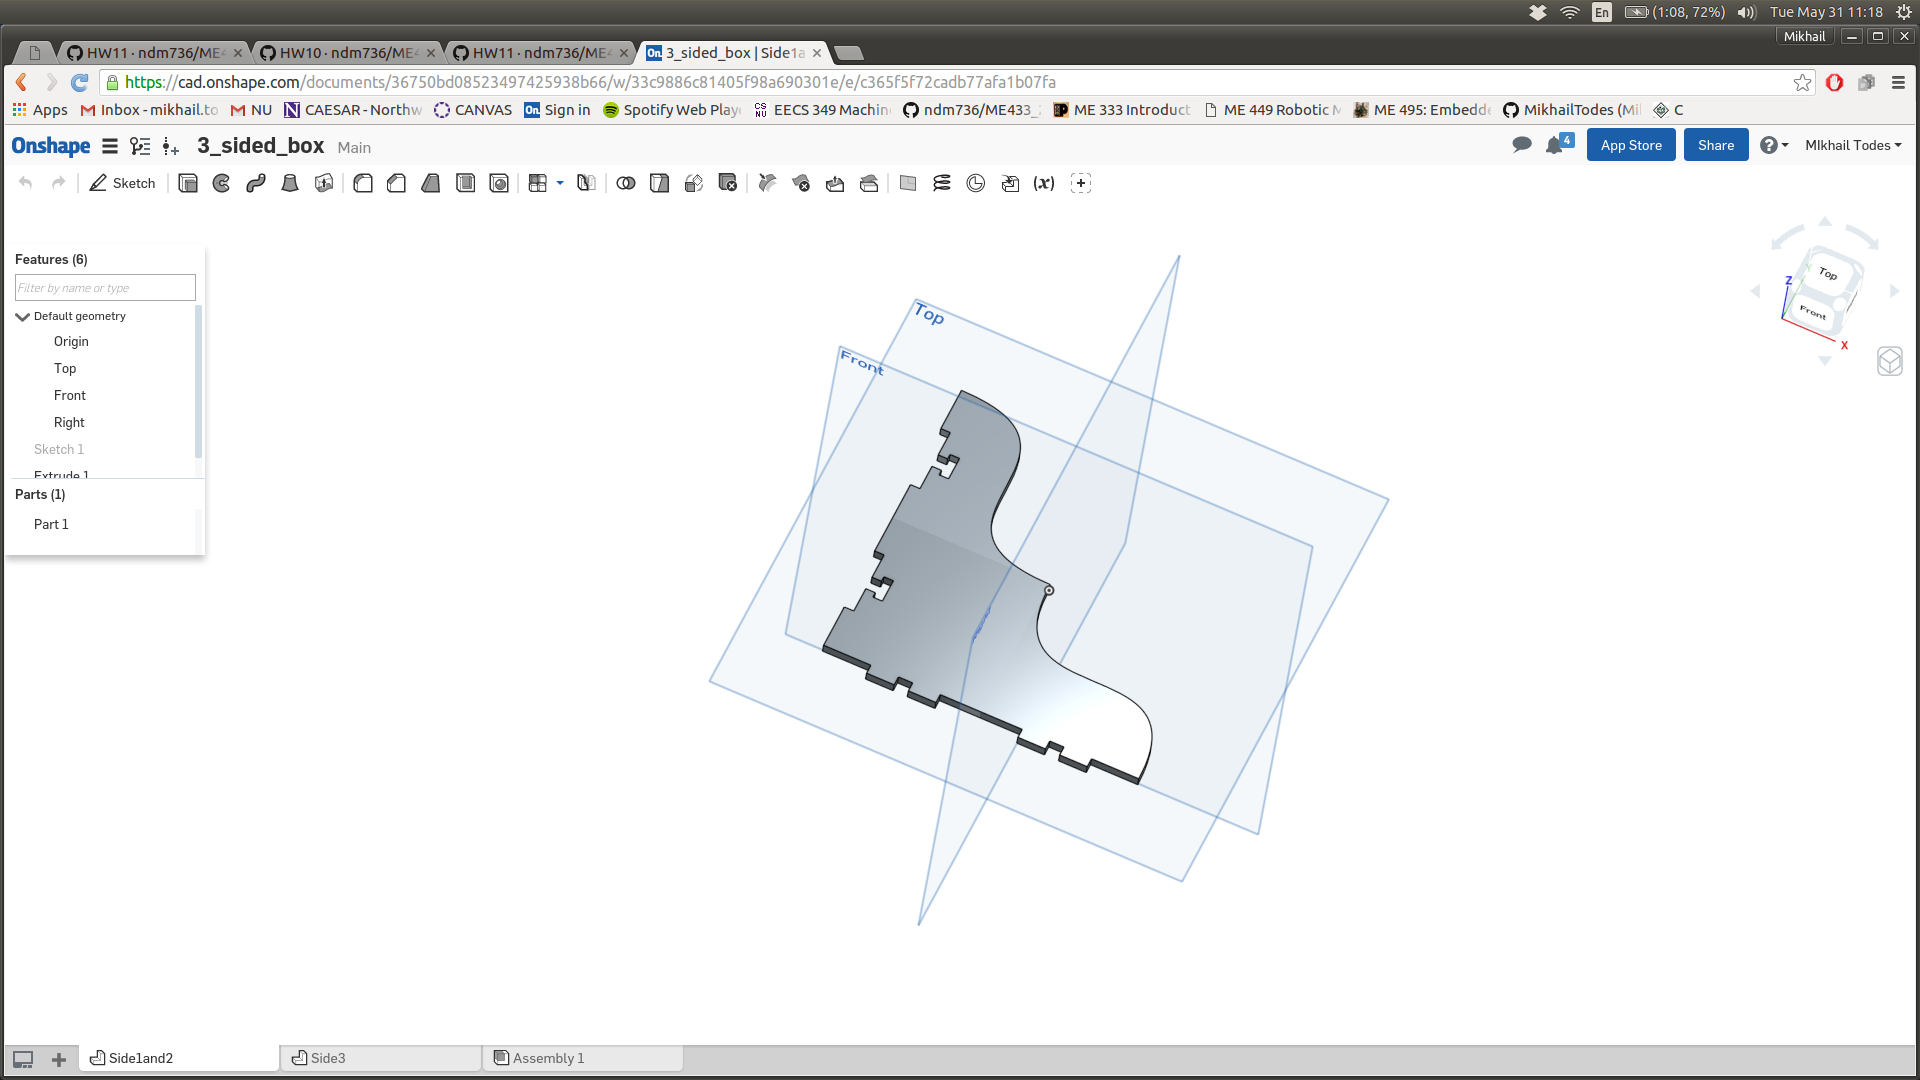 En (1:08, 72%) Tue May 31 11:18
Mikhail
HW11 · ndm736/ME4 HW10 · ndm736/ME4 HW11 · ndm736/ME4 On 3_sided_box | Side1a
https://cad.onshape.com/documents/36750bd08523497425938b66/w/33c9886c81405f98a690301e/e/c365f5f72cadb77afa1b07fa
Apps Inbox - mikhail.to NU N CAESAR - Northw CANVAS On Sign in Spotify Web Play CS NU EECS 349 Machin ndm736/ME433_ ME 333 Introduct ME 449 Robotic M ME 495: Embedd MikhailTodes (Mi C
Onshape 3_sided_box Main 4 App Store Share ? MIkhail Todes
Sketch (x)
Features (6)
Filter by name or type
Default geometry
Origin
Top
Front
Right
Sketch 1
Extrude 1
Parts (1)
Part 1
Top
Front
Top
Front
Z
X
Side1and2 Side3 Assembly 1